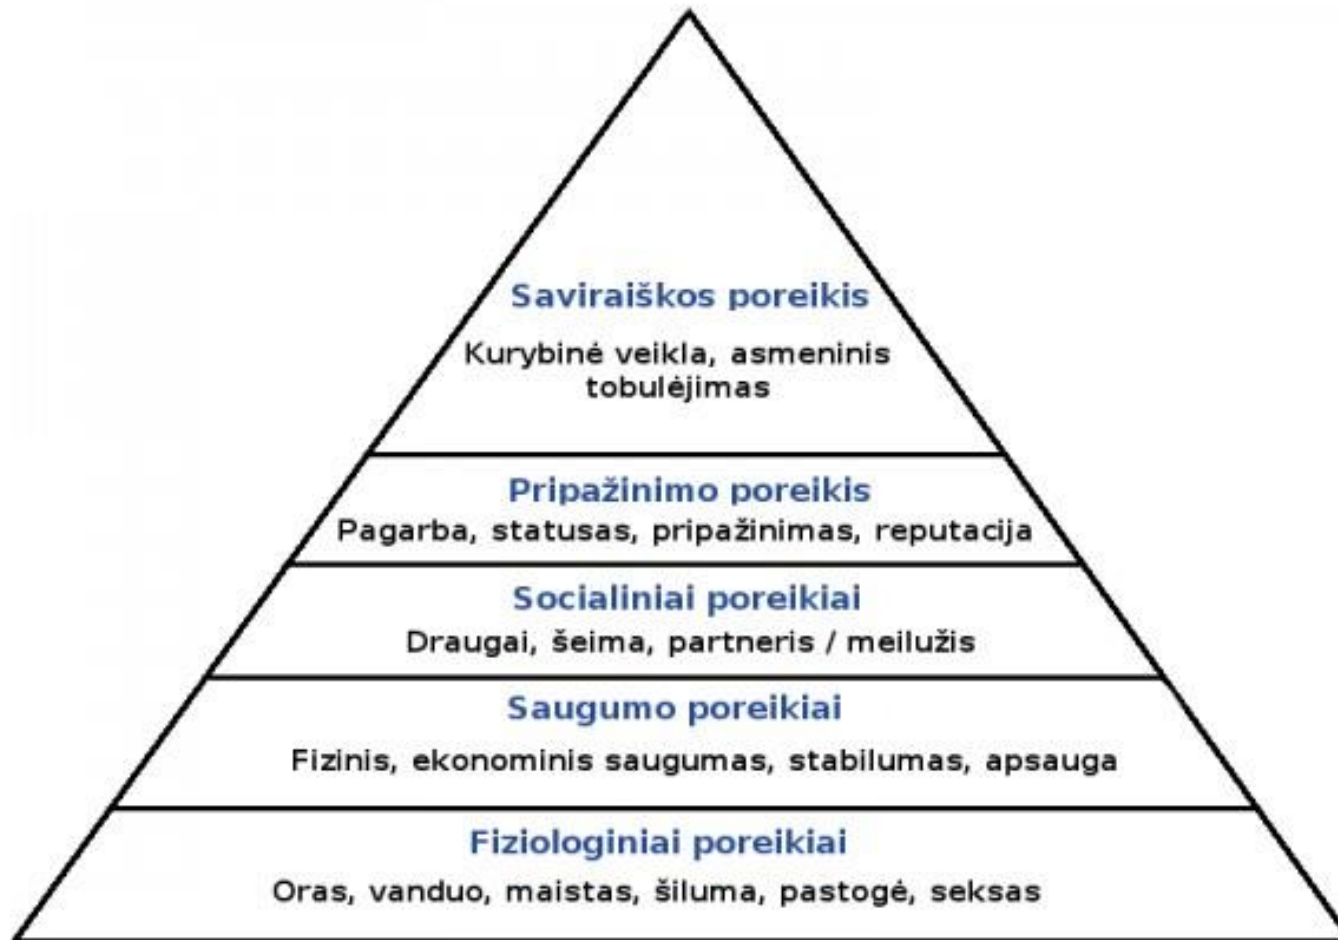 Saviraiškos poreikis
Kurybinė veikla, asmeninis
tobulėjimas
Pripažinimo poreikis
Pagarba, statusas, pripažinimas, reputacija
Socialiniai poreikiai
Draugai, šeima, partneris / meilužis
Saugumo poreikiai
Fizinis, ekonominis saugumas, stabilumas, apsauga
Fiziologiniai poreikiai
Oras, vanduo, maistas, šiluma, pastogė, seksas